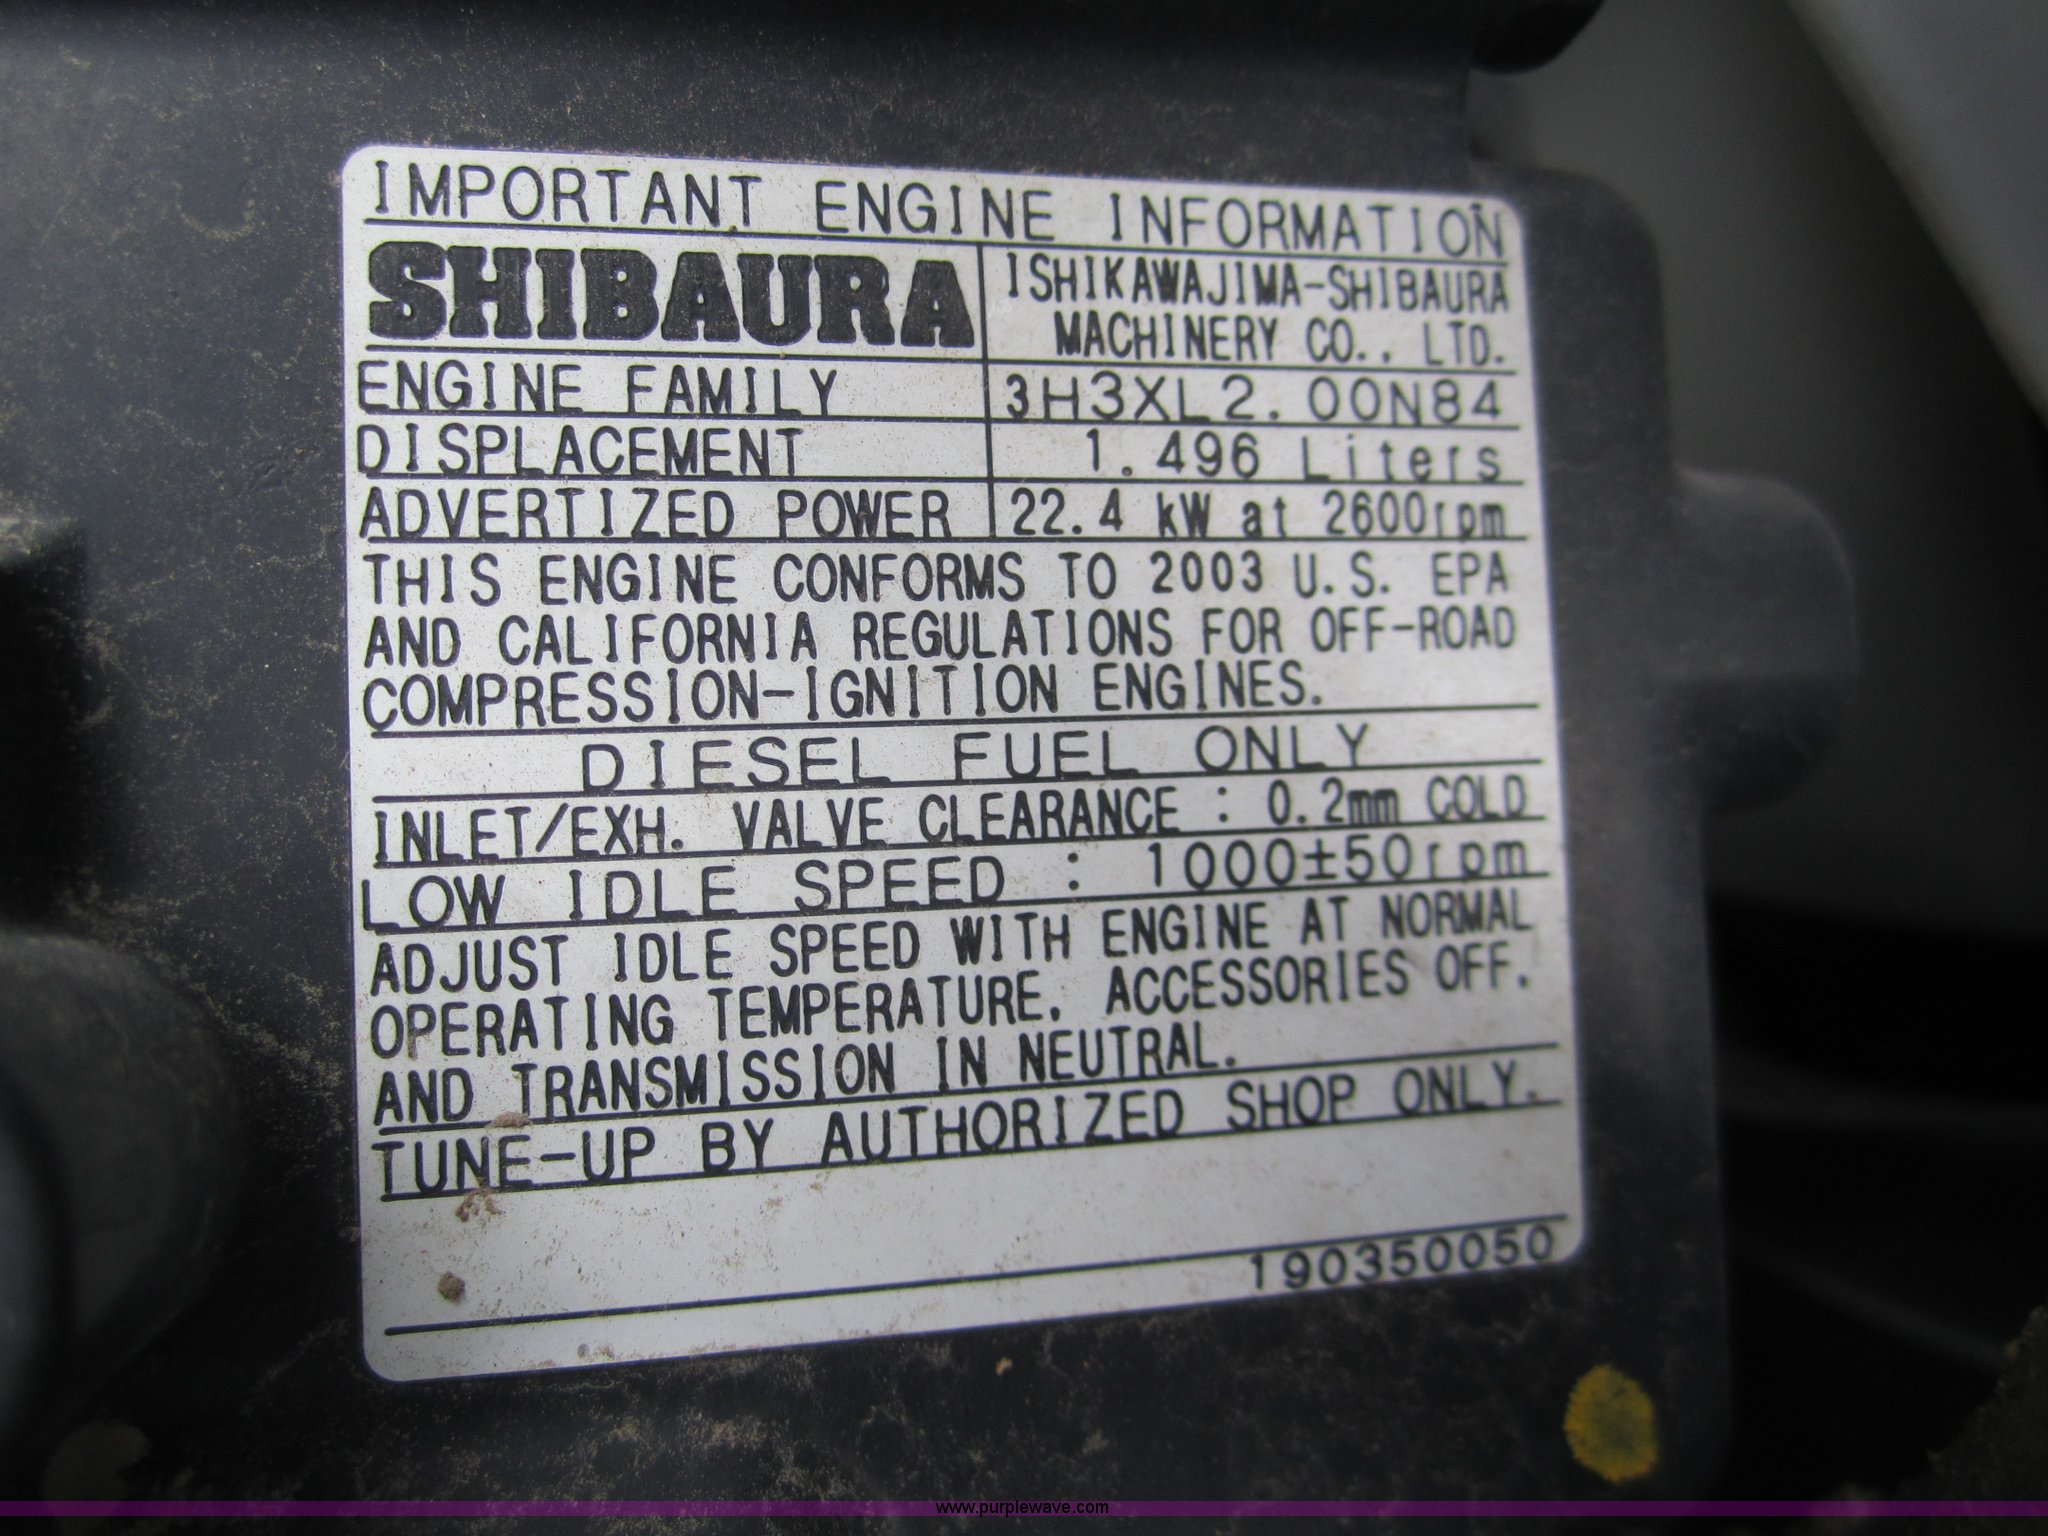 IMPORTANT ENGINE INFORMATION
SHIBAURA
ISHIKAWAJIMA-SHIBAURA
MACHINERY CO., LTD.
ENGINE FAMILY 3H3XL2.00N84
DISPLACEMENT 1.496 Liters
ADVERTIZED POWER 22.4 kW at 2600rpm
THIS ENGINE CONFORMS TO 2003 U.S. EPA
AND CALIFORNIA REGULATIONS FOR OFF-ROAD
COMPRESSION-IGNITION ENGINES.
DIESEL FUEL ONLY
INLET/EXH. VALVE CLEARANCE : 0.2mm COLD
LOW IDLE SPEED : 1000±50rpm
ADJUST IDLE SPEED WITH ENGINE AT NORMAL
OPERATING TEMPERATURE. ACCESSORIES OFF.
AND TRANSMISSION IN NEUTRAL.
TUNE-UP BY AUTHORIZED SHOP ONLY.
190350050
www.purplewave.com